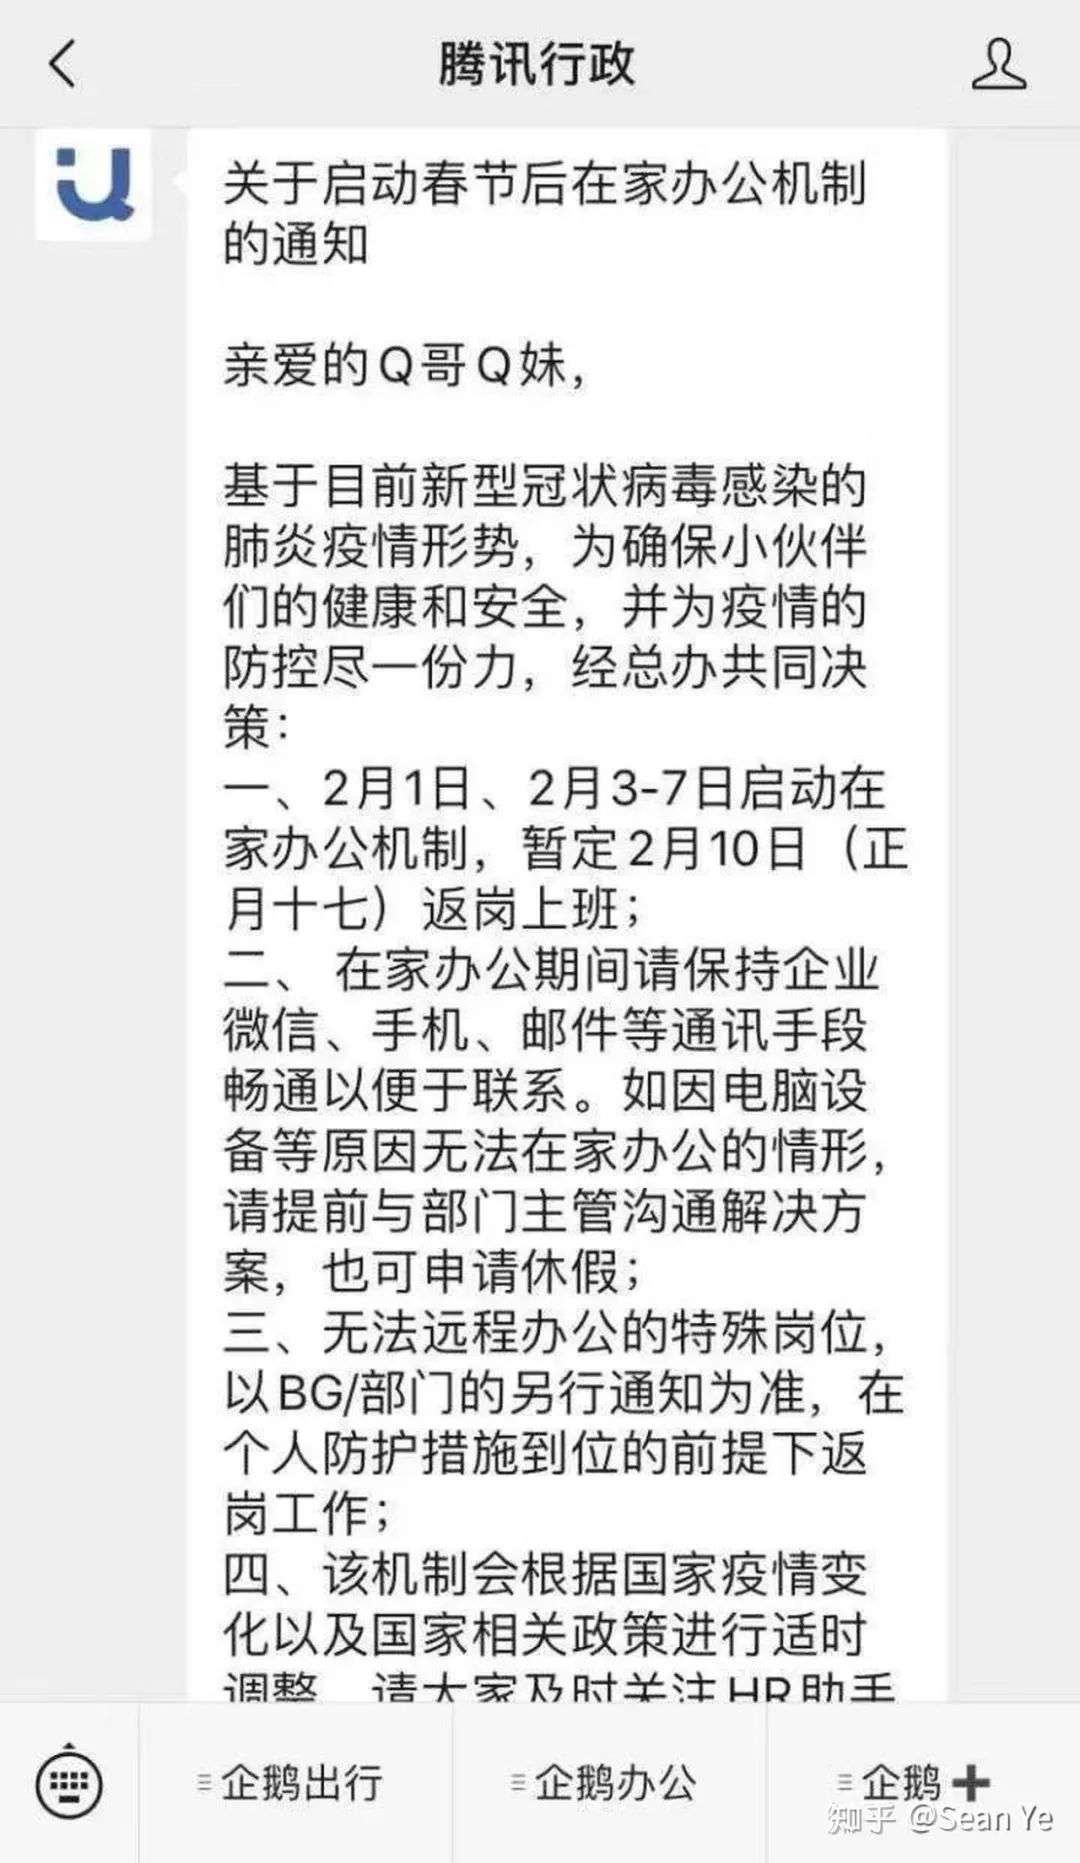 腾讯行政
关于启动春节后在家办公机制
的通知
亲爱的Q哥Q妹，
基于目前新型冠状病毒感染的
肺炎疫情形势，为确保小伙伴
们的健康和安全，并为疫情的
防控尽一份力，经总办共同决
策：
一、2月1日、2月3-7日启动在
家办公机制，暂定2月10日（正
月十七）返岗上班；
二、 在家办公期间请保持企业
微信、手机、邮件等通讯手段
畅通以便于联系。如因电脑设
备等原因无法在家办公的情形，
请提前与部门主管沟通解决方
案，也可申请休假；
三、无法远程办公的特殊岗位，
以BG/部门的另行通知为准，在
个人防护措施到位的前提下返
岗工作；
四、该机制会根据国家疫情变
化以及国家相关政策进行适时
调整，请大家及时关注HR助手
企鹅出行
企鹅办公
企鹅+
知乎 @Sean Ye